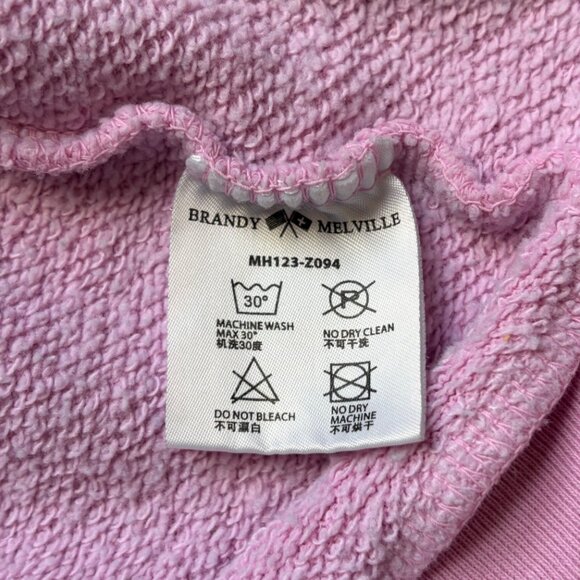 BRANDY MELVILLE
MH123-Z094
30°
MACHINE WASH
MAX 30°
机洗30度
P
NO DRY CLEAN
不可干洗
DO NOT BLEACH
不可漂白
NO DRY
MACHINE
不可烘干